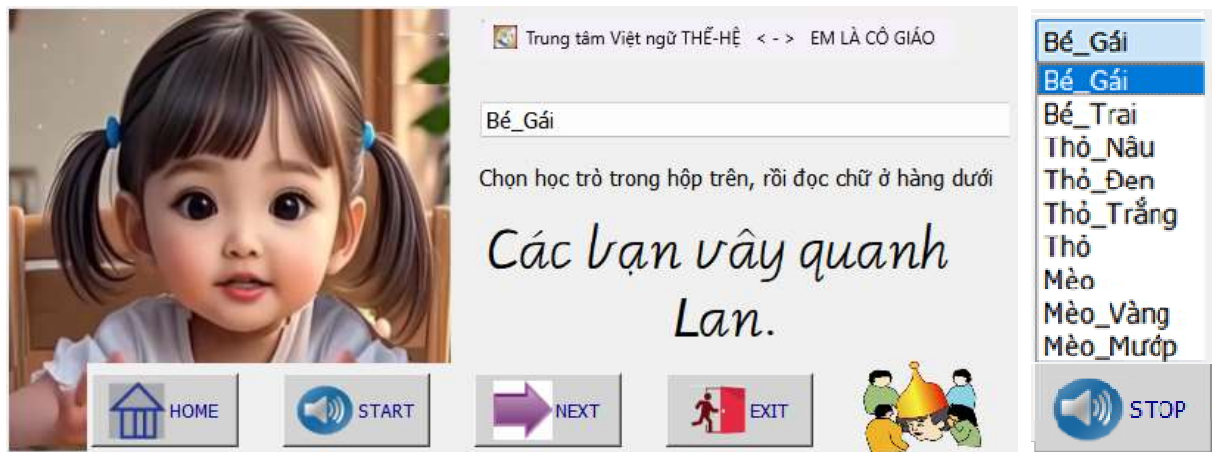 Trung tâm Việt ngữ THẾ-HỆ < - > EM LÀ CÔ GIÁO
Bé_Gái
Chọn học trò trong hộp trên, rồi đọc chữ ở hàng dưới
Các bạn vây quanh
Lan.
HOME
START
NEXT
EXIT
Bé_Gái
Bé_Gái
Bé_Trai
Thỏ_Nâu
Thỏ_Đen
Thỏ_Trắng
Thỏ
Mèo
Mèo_Vàng
Mèo_Mướp
STOP